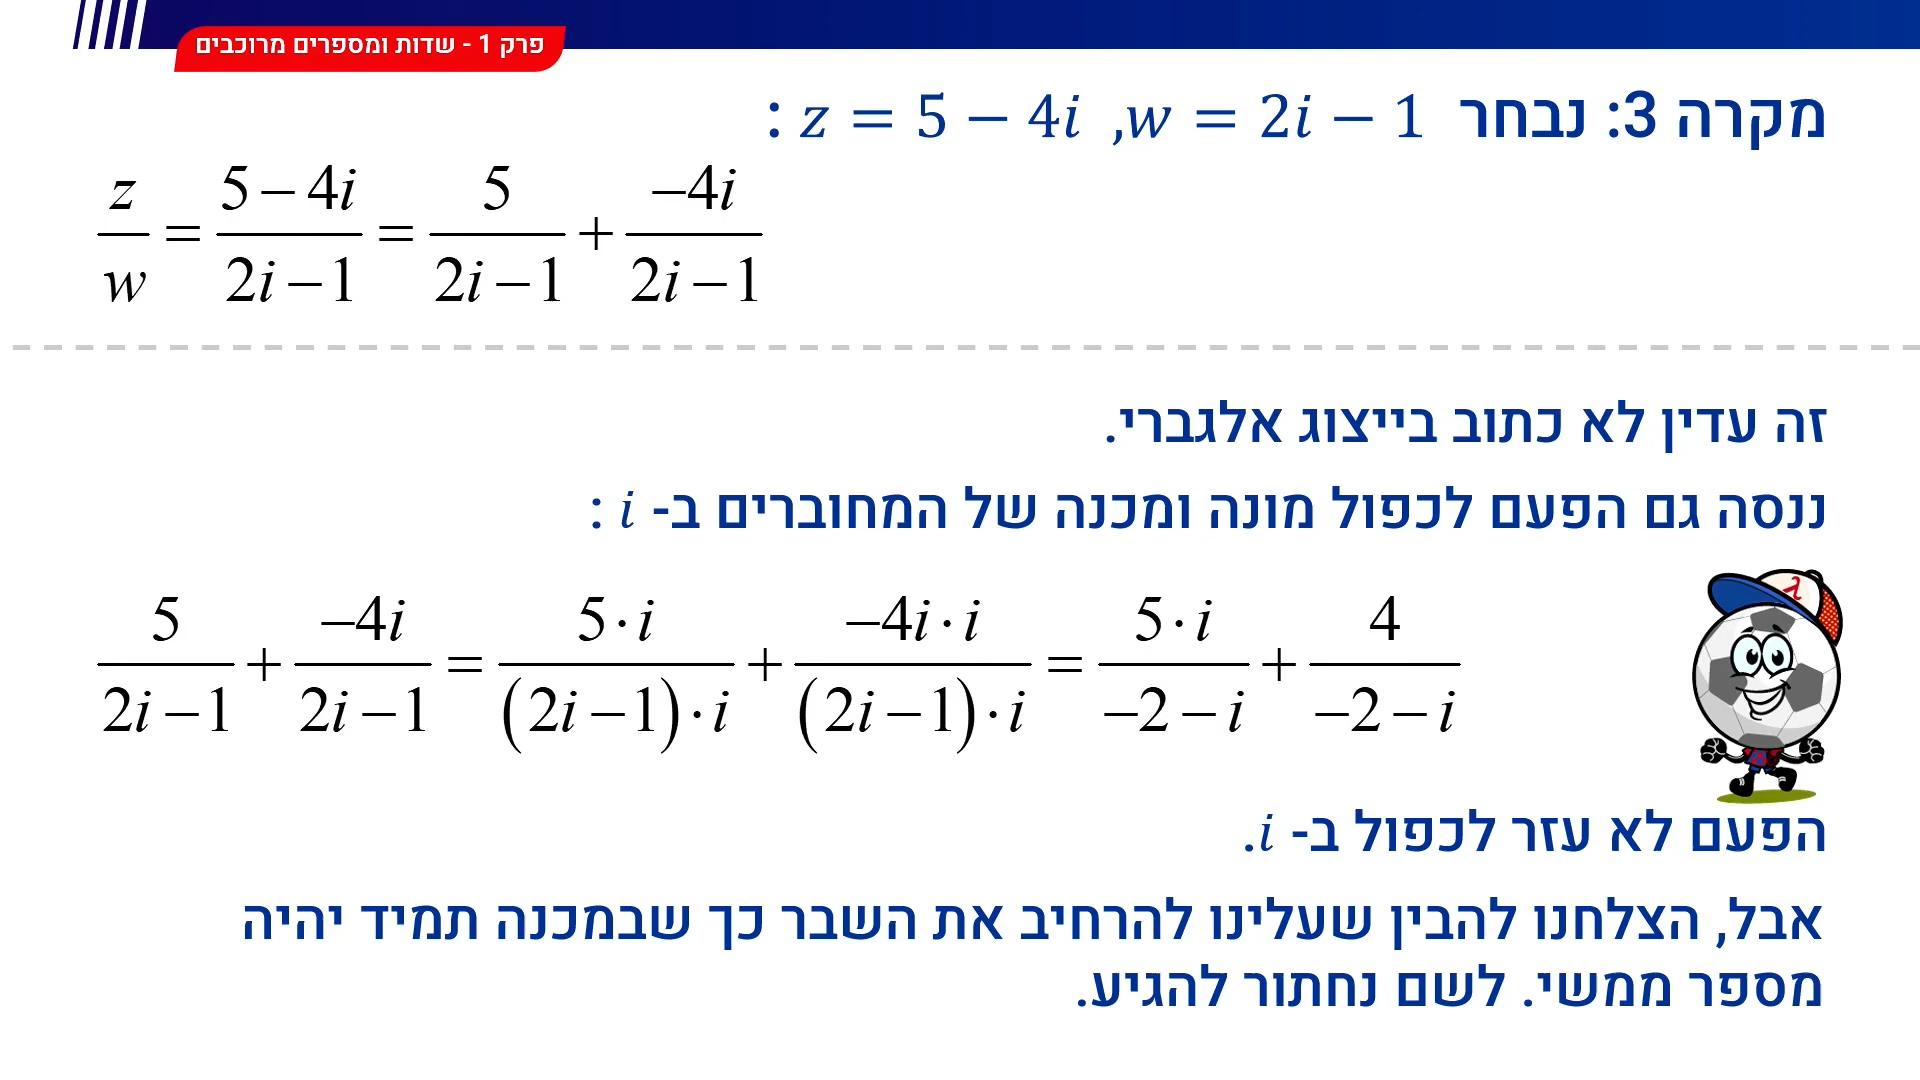 פרק 1 - שדות ומספרים מרוכבים
מקרה 3: נבחר z = 5 − 4i ,w = 2i − 1 :
z/w = (5 − 4i)/(2i − 1) = 5/(2i − 1) + (−4i)/(2i − 1)
זה עדין לא כתוב בייצוג אלגברי.
ננסה גם הפעם לכפול מונה ומכנה של המחוברים ב- i :
5/(2i − 1) + (−4i)/(2i − 1) = (5·i)/((2i − 1)·i) + (−4i·i)/((2i − 1)·i) = (5·i)/(−2 − i) + 4/(−2 − i)
λ
הפעם לא עזר לכפול ב- i.
אבל, הצלחנו להבין שעלינו להרחיב את השבר כך שבמכנה תמיד יהיה
מספר ממשי. לשם נחתור להגיע.